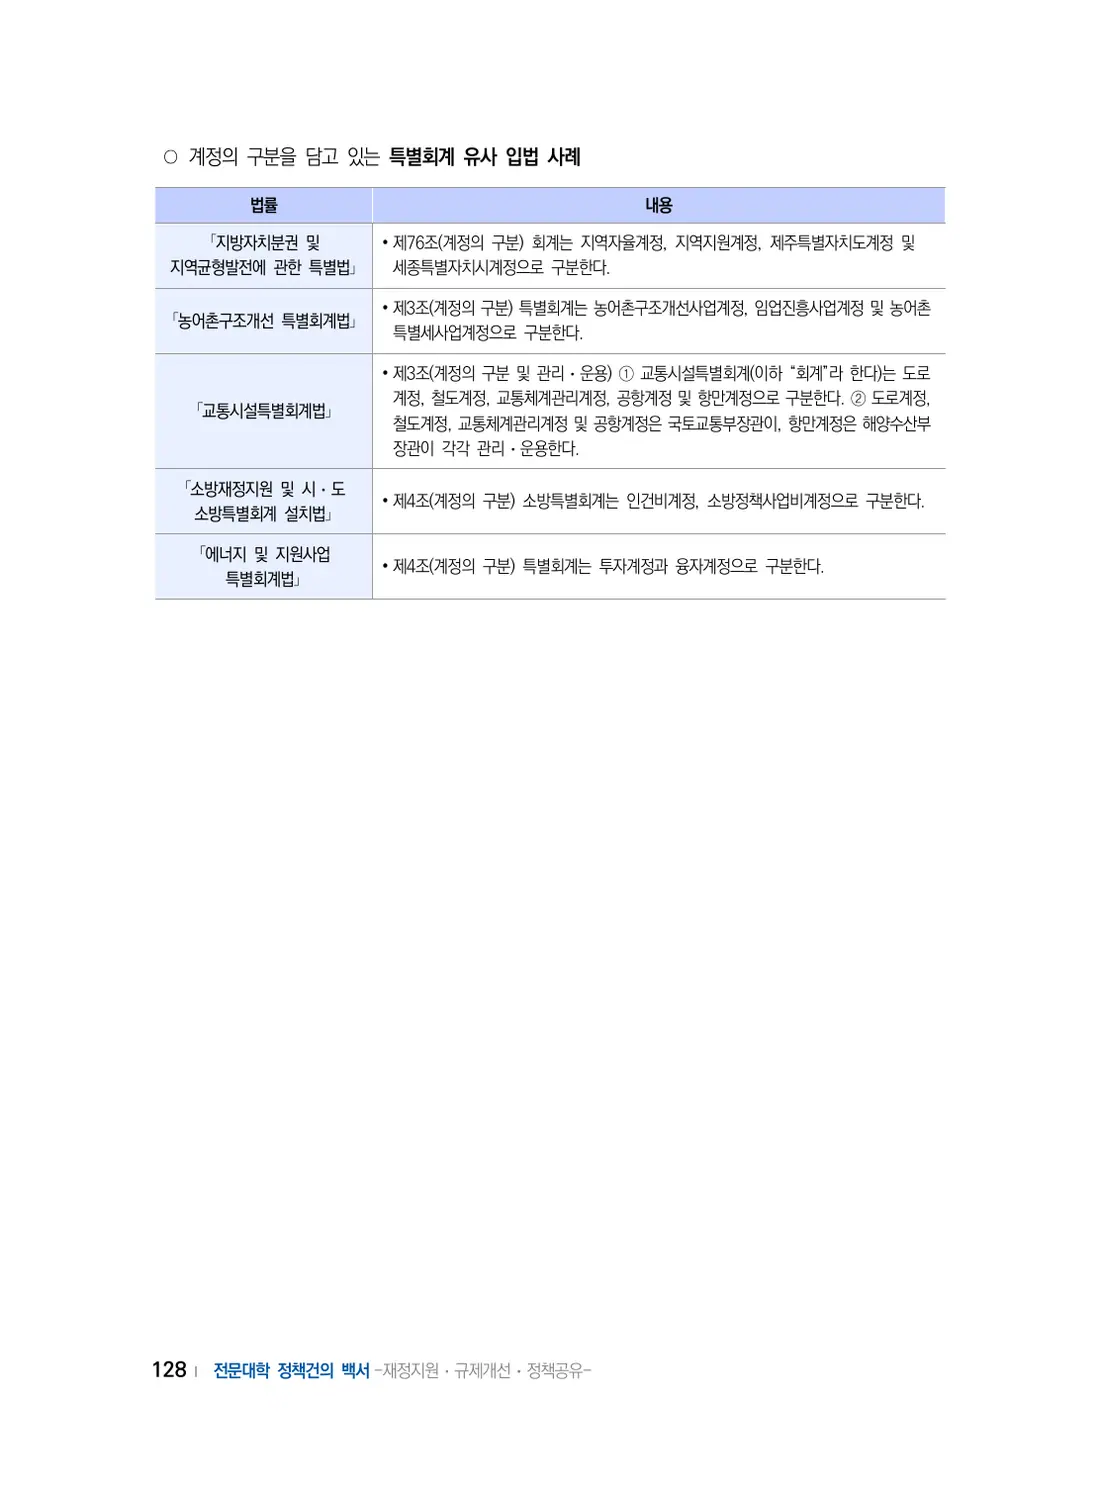 ○ 계정의 구분을 담고 있는 특별회계 유사 입법 사례
법률
내용
「지방자치분권 및
지역균형발전에 관한 특별법」
• 제76조(계정의 구분) 회계는 지역자율계정, 지역지원계정, 제주특별자치도계정 및
세종특별자치시계정으로 구분한다.
「농어촌구조개선 특별회계법」
• 제3조(계정의 구분) 특별회계는 농어촌구조개선사업계정, 임업진흥사업계정 및 농어촌
특별세사업계정으로 구분한다.
「교통시설특별회계법」
• 제3조(계정의 구분 및 관리·운용) ① 교통시설특별회계(이하 “회계”라 한다)는 도로
계정, 철도계정, 교통체계관리계정, 공항계정 및 항만계정으로 구분한다. ② 도로계정,
철도계정, 교통체계관리계정 및 공항계정은 국토교통부장관이, 항만계정은 해양수산부
장관이 각각 관리·운용한다.
「소방재정지원 및 시·도
소방특별회계 설치법」
• 제4조(계정의 구분) 소방특별회계는 인건비계정, 소방정책사업비계정으로 구분한다.
「에너지 및 지원사업
특별회계법」
• 제4조(계정의 구분) 특별회계는 투자계정과 융자계정으로 구분한다.
128 | 전문대학 정책건의 백서 -재정지원·규제개선·정책공유-